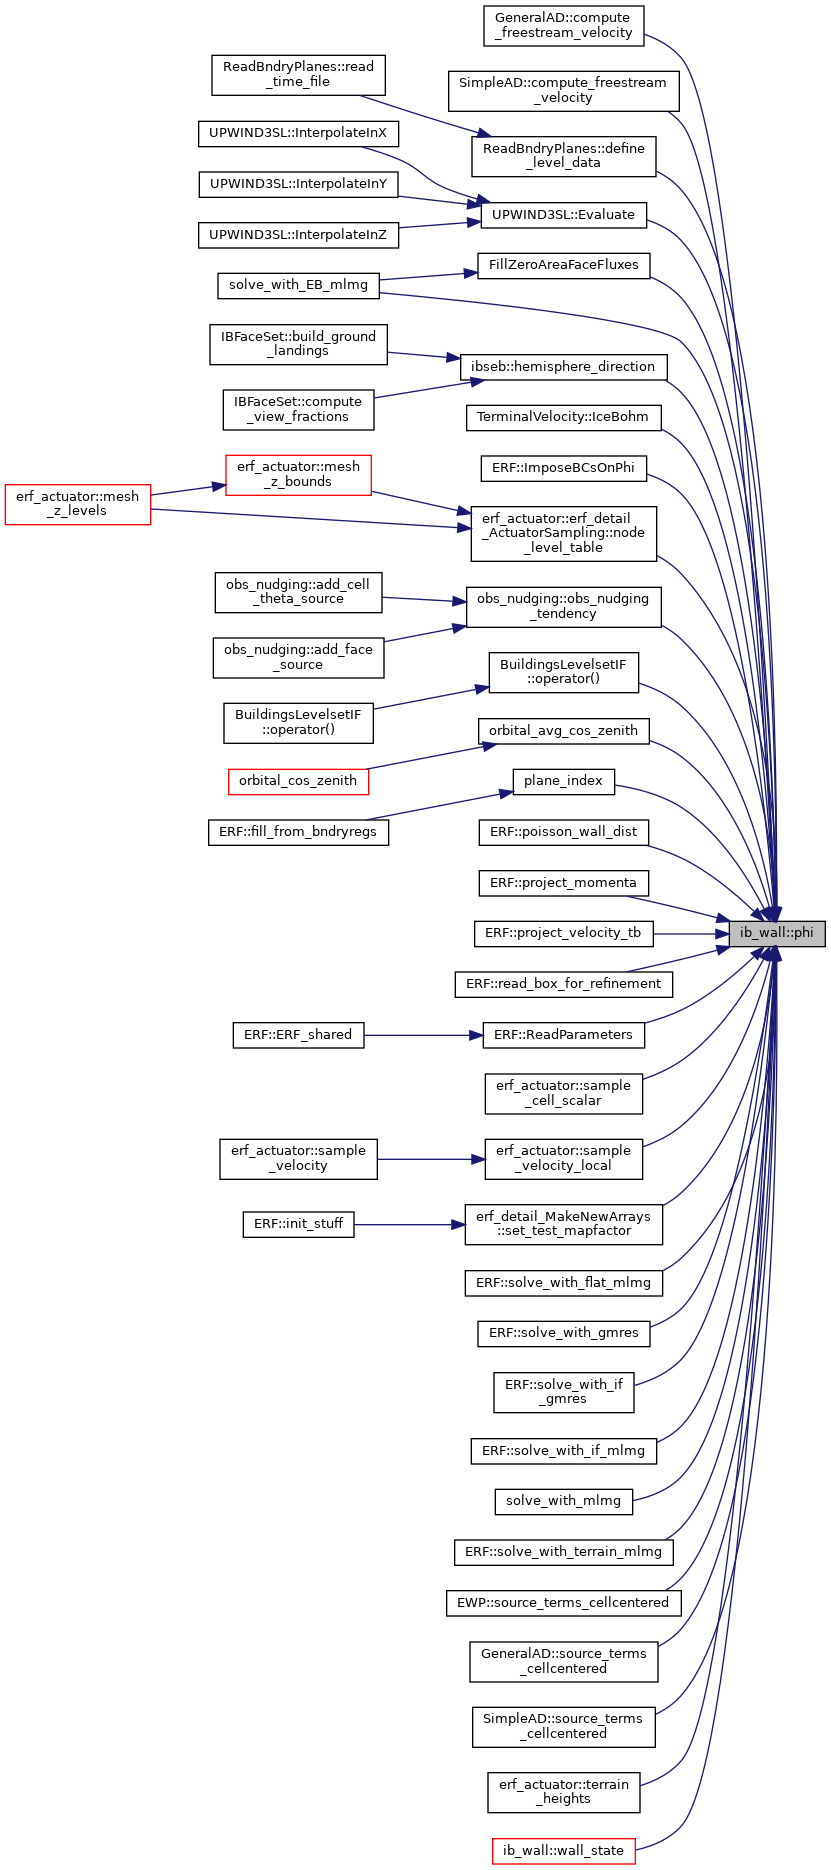 GeneralAD::compute
_freestream_velocity
ReadBndryPlanes::read
_time_file
SimpleAD::compute_freestream
_velocity
UPWIND3SL::InterpolateInX
ReadBndryPlanes::define
_level_data
UPWIND3SL::InterpolateInY
UPWIND3SL::Evaluate
UPWIND3SL::InterpolateInZ
FillZeroAreaFaceFluxes
solve_with_EB_mlmg
IBFaceSet::build_ground
_landings
ibseb::hemisphere_direction
IBFaceSet::compute
_view_fractions
TerminalVelocity::IceBohm
ERF::ImposeBCsOnPhi
erf_actuator::mesh
_z_bounds
erf_actuator::mesh
_z_levels
erf_actuator::erf_detail
_ActuatorSampling::node
_level_table
obs_nudging::add_cell
_theta_source
obs_nudging::obs_nudging
_tendency
obs_nudging::add_face
_source
BuildingsLevelsetIF
::operator()
BuildingsLevelsetIF
::operator()
orbital_avg_cos_zenith
orbital_cos_zenith
plane_index
ERF::fill_from_bndryregs
ERF::poisson_wall_dist
ERF::project_momenta
ib_wall::phi
ERF::project_velocity_tb
ERF::read_box_for_refinement
ERF::ERF_shared
ERF::ReadParameters
erf_actuator::sample
_cell_scalar
erf_actuator::sample
_velocity
erf_actuator::sample
_velocity_local
ERF::init_stuff
erf_detail_MakeNewArrays
::set_test_mapfactor
ERF::solve_with_flat_mlmg
ERF::solve_with_gmres
ERF::solve_with_if
_gmres
ERF::solve_with_if_mlmg
solve_with_mlmg
ERF::solve_with_terrain_mlmg
EWP::source_terms_cellcentered
GeneralAD::source_terms
_cellcentered
SimpleAD::source_terms
_cellcentered
erf_actuator::terrain
_heights
ib_wall::wall_state